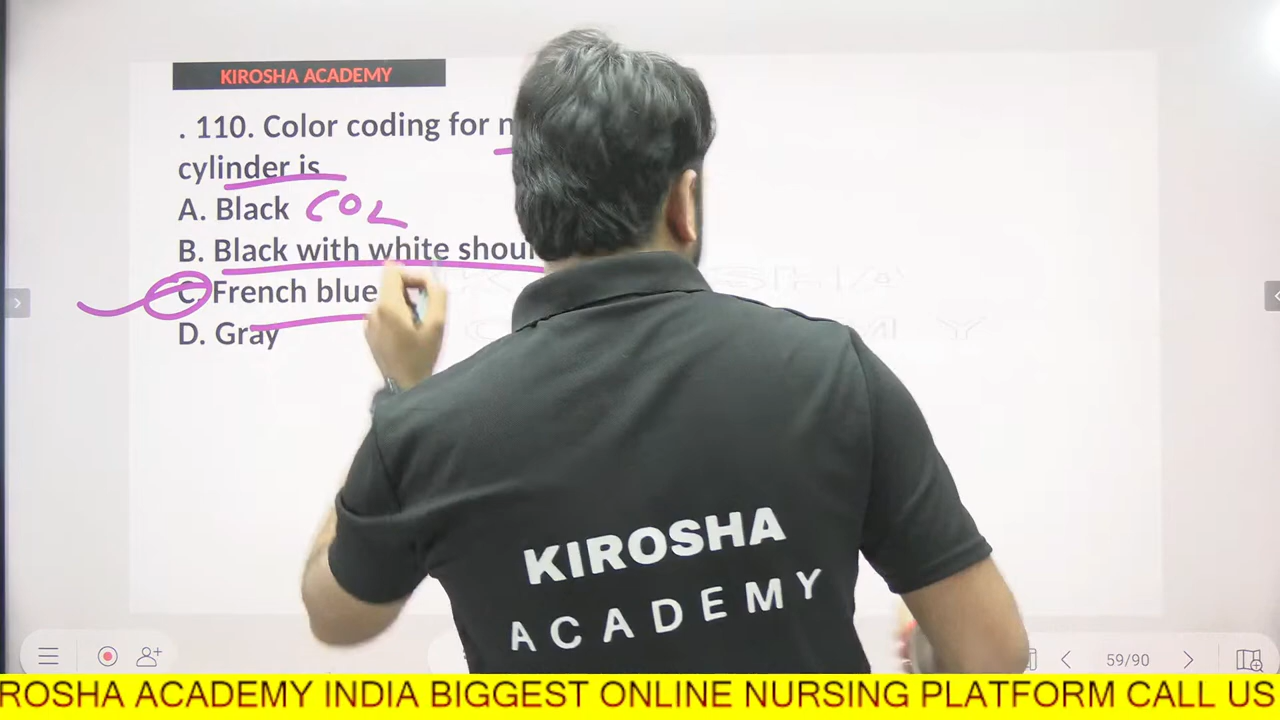 KIROSHA ACADEMY
. 110. Color coding for
cylinder is
A. Black CO2
B. Black with white
C. French blue
D. Gray
KIROSHA
ACADEMY
59/90
ROSHA ACADEMY INDIA BIGGEST ONLINE NURSING PLATFORM CALL US